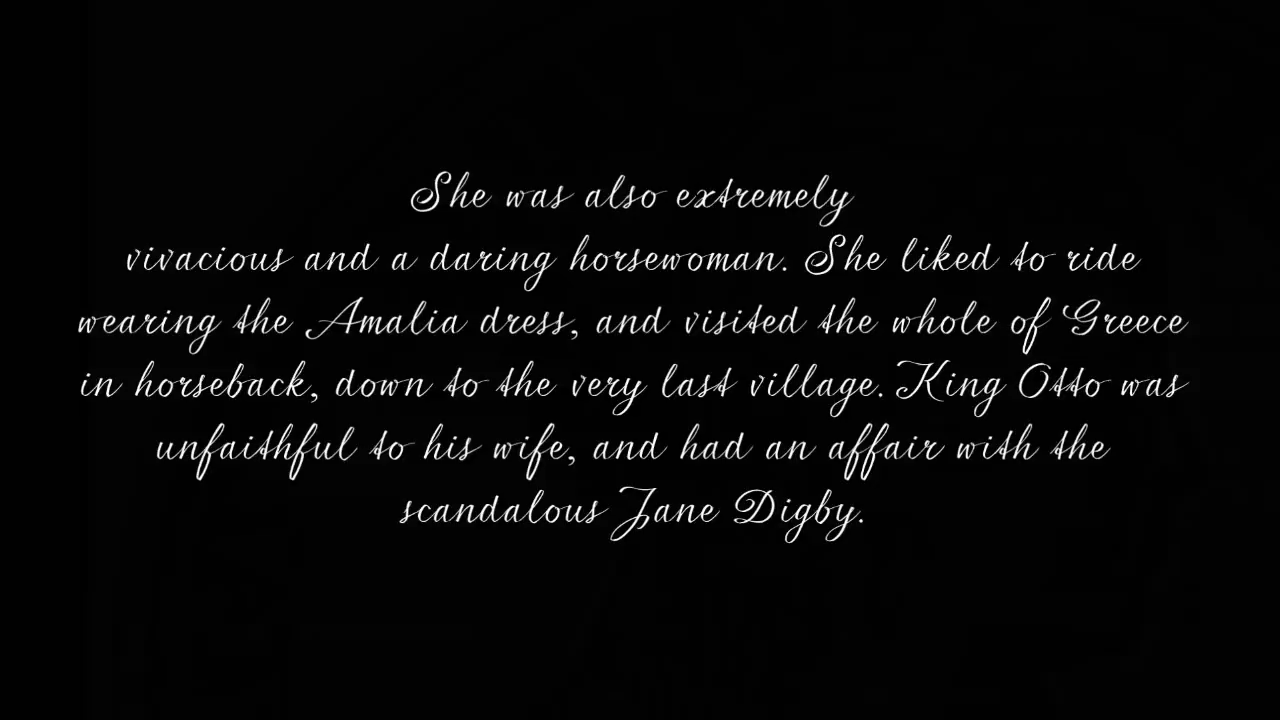 She was also extremely
vivacious and a daring horsewoman. She liked to ride
wearing the Amalia dress, and visited the whole of Greece
in horseback, down to the very last village. King Otto was
unfaithful to his wife, and had an affair with the
scandalous Jane Digby.